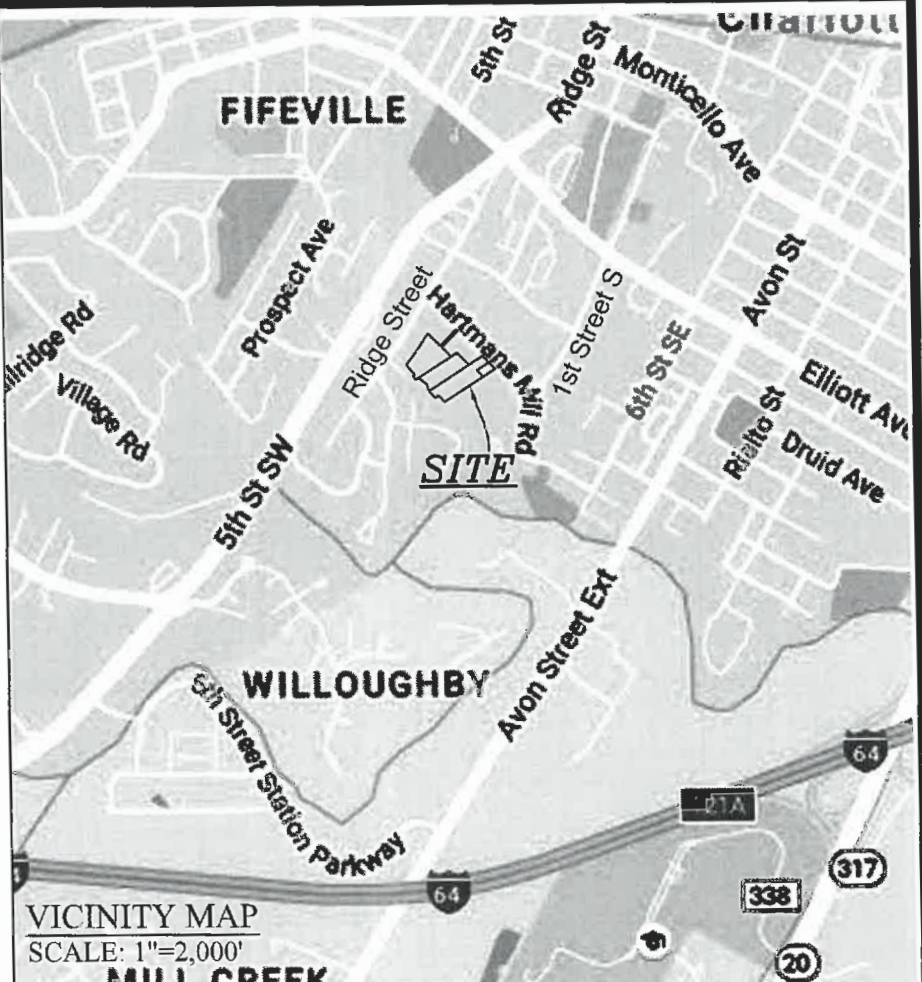 5th St
Ridge St
Monticello Ave
FIFEVILLE
Prospect Ave
Avon St
Ridge Street
Hartmans Mill Rd
1st Street S
6th St SE
Village Rd
Elliott Ave
Rialto St
Druid Ave
SITE
5th St SW
Avon Street Ext
WILLOUGHBY
5th Street Station Parkway
64
21A
64
317
338
20
VICINITY MAP
SCALE: 1"=2,000'
MILL CREEK